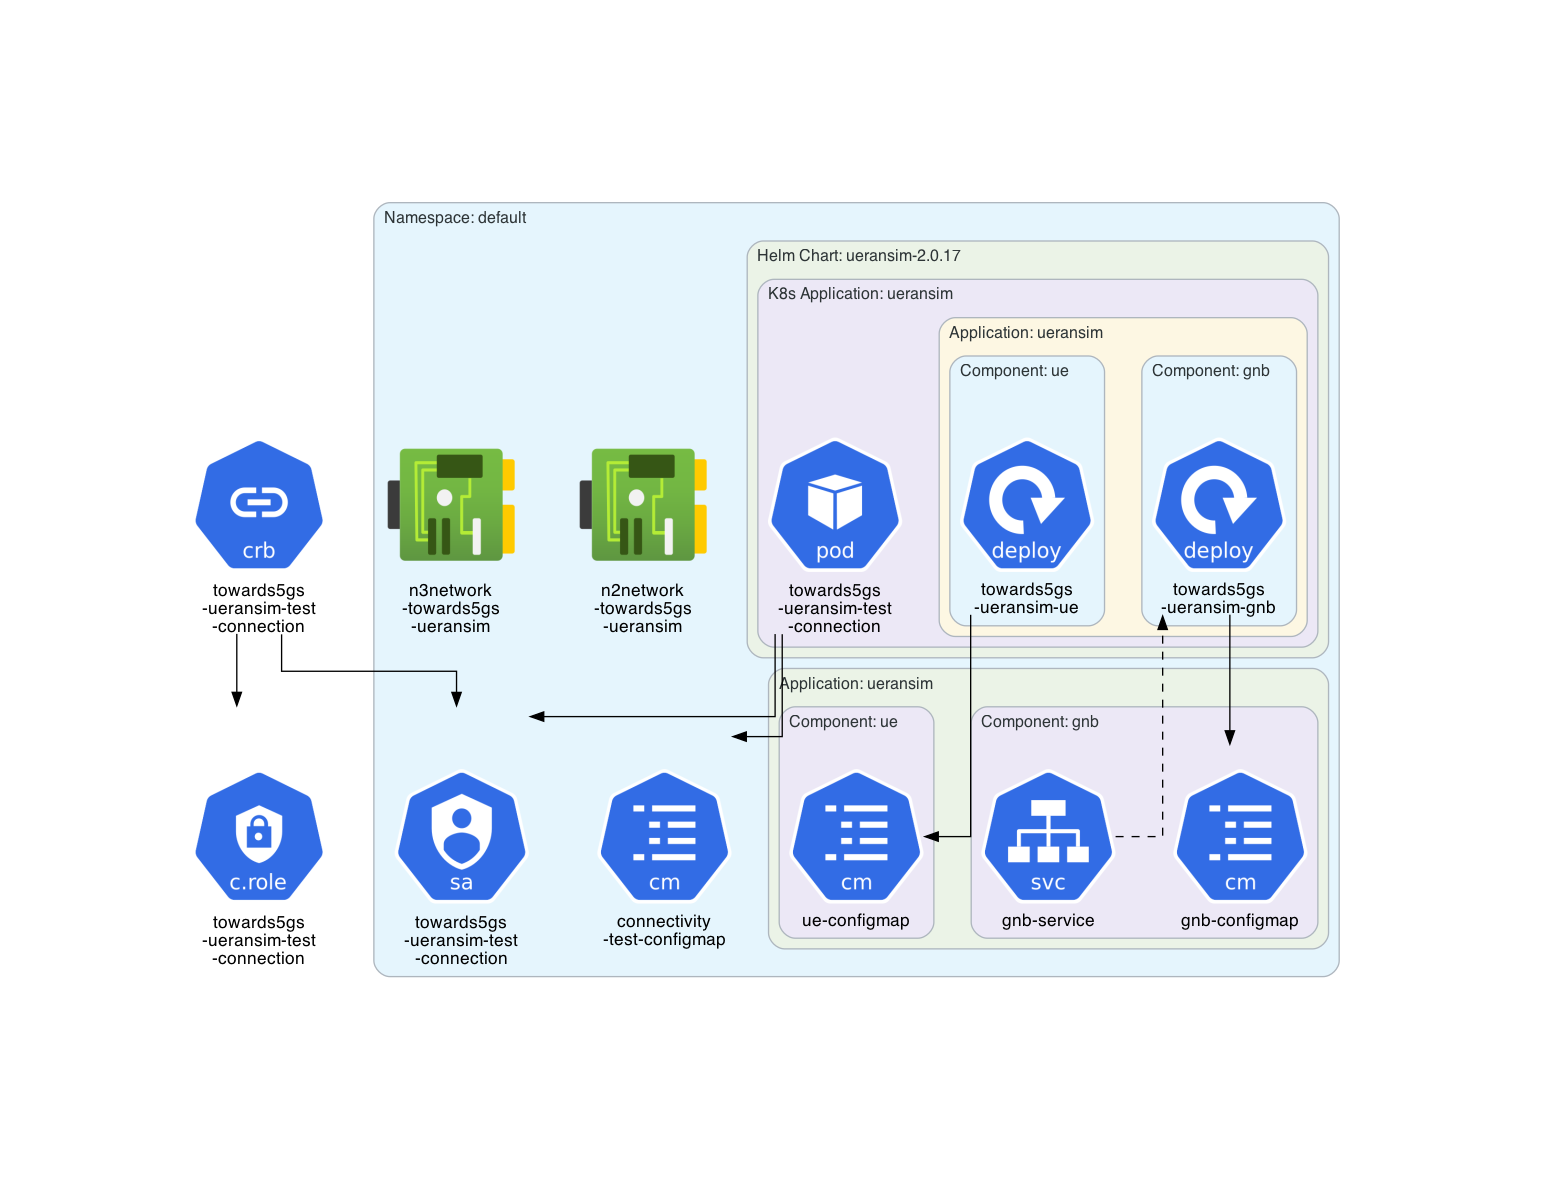 Namespace: default
Helm Chart: ueransim-2.0.17
K8s Application: ueransim
Application: ueransim
Component: ue
Component: gnb
crb
towards5gs
-ueransim-test
-connection
n3network
-towards5gs
-ueransim
n2network
-towards5gs
-ueransim
pod
towards5gs
-ueransim-test
-connection
deploy
towards5gs
-ueransim-ue
deploy
towards5gs
-ueransim-gnb
Application: ueransim
Component: ue
Component: gnb
c.role
towards5gs
-ueransim-test
-connection
sa
towards5gs
-ueransim-test
-connection
cm
connectivity
-test-configmap
cm
ue-configmap
svc
gnb-service
cm
gnb-configmap